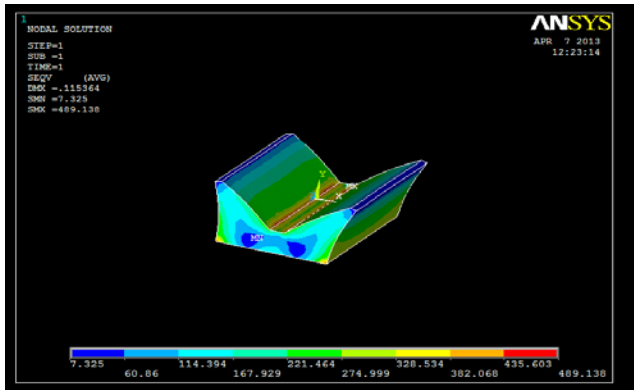 1
NODAL SOLUTION
STEP=1
SUB =1
TIME=1
SEQV (AVG)
DMX =.115364
SMN =7.325
SMX =489.138
ANSYS
APR 7 2013
12:23:14
Y
MX
X
MN
7.325 114.394 221.464 328.534 435.603
60.86 167.929 274.999 382.068 489.138